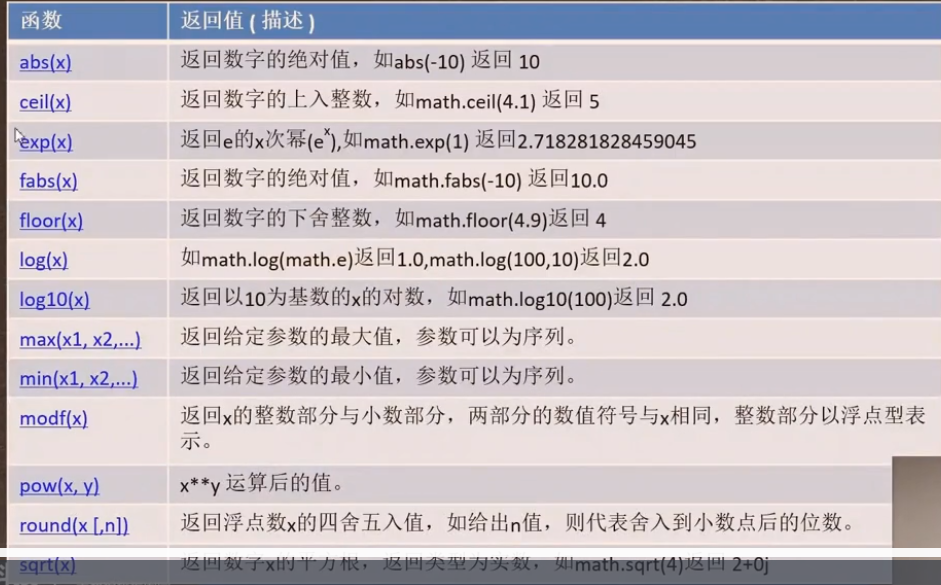 函数 返回值 ( 描述 )
abs(x) 返回数字的绝对值，如abs(-10) 返回 10
ceil(x) 返回数字的上入整数，如math.ceil(4.1) 返回 5
exp(x) 返回e的x次幂(eˣ),如math.exp(1) 返回2.718281828459045
fabs(x) 返回数字的绝对值，如math.fabs(-10) 返回10.0
floor(x) 返回数字的下舍整数，如math.floor(4.9)返回 4
log(x) 如math.log(math.e)返回1.0,math.log(100,10)返回2.0
log10(x) 返回以10为基数的x的对数，如math.log10(100)返回 2.0
max(x1, x2,...) 返回给定参数的最大值，参数可以为序列。
min(x1, x2,...) 返回给定参数的最小值，参数可以为序列。
modf(x) 返回x的整数部分与小数部分，两部分的数值符号与x相同，整数部分以浮点型表
示。
pow(x, y) x**y 运算后的值。
round(x [,n]) 返回浮点数x的四舍五入值，如给出n值，则代表舍入到小数点后的位数。
sqrt(x) 返回数字x的平方根，返回类型为实数，如math.sqrt(4)返回 2+0j